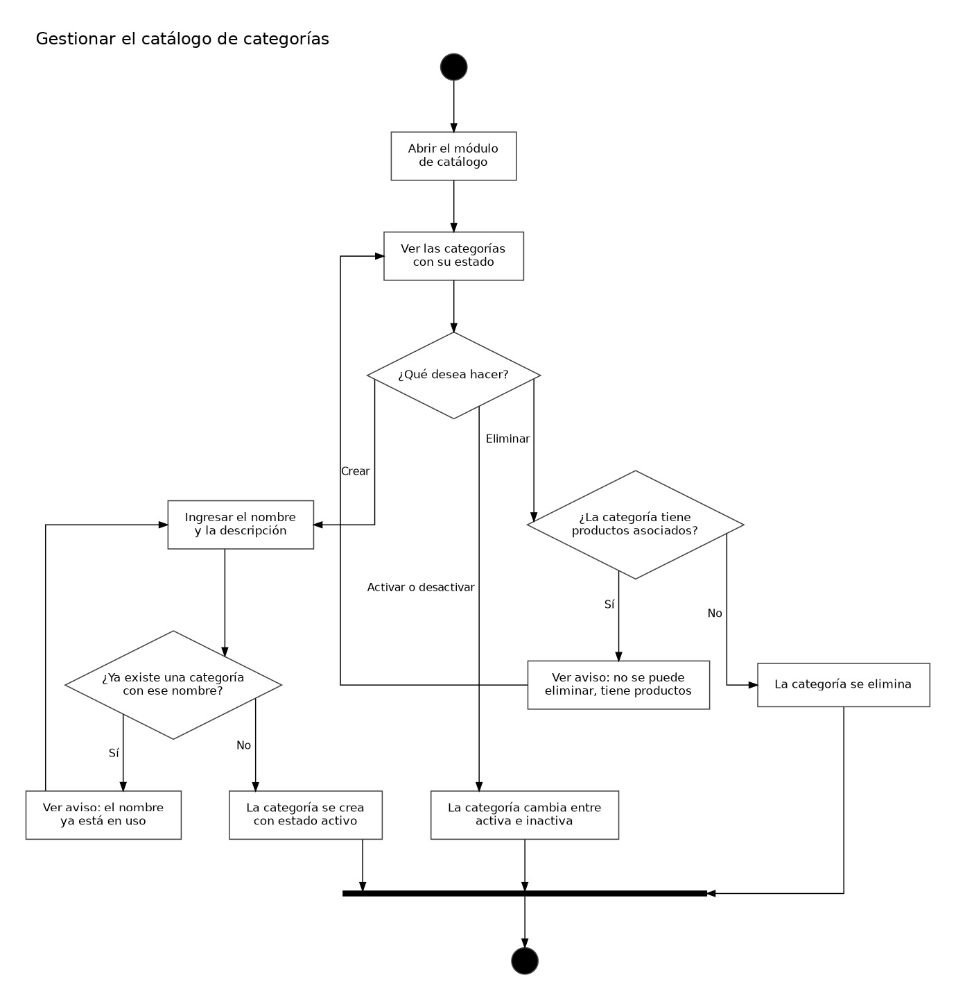 Gestionar el catálogo de categorías
Abrir el módulo
de catálogo
Ver las categorías
con su estado
¿Qué desea hacer?
Eliminar
Crear
Ingresar el nombre
y la descripción
¿La categoría tiene
productos asociados?
Activar o desactivar
Sí
No
¿Ya existe una categoría
con ese nombre?
Ver aviso: no se puede
eliminar, tiene productos
La categoría se elimina
Sí
No
Ver aviso: el nombre
ya está en uso
La categoría se crea
con estado activo
La categoría cambia entre
activa e inactiva